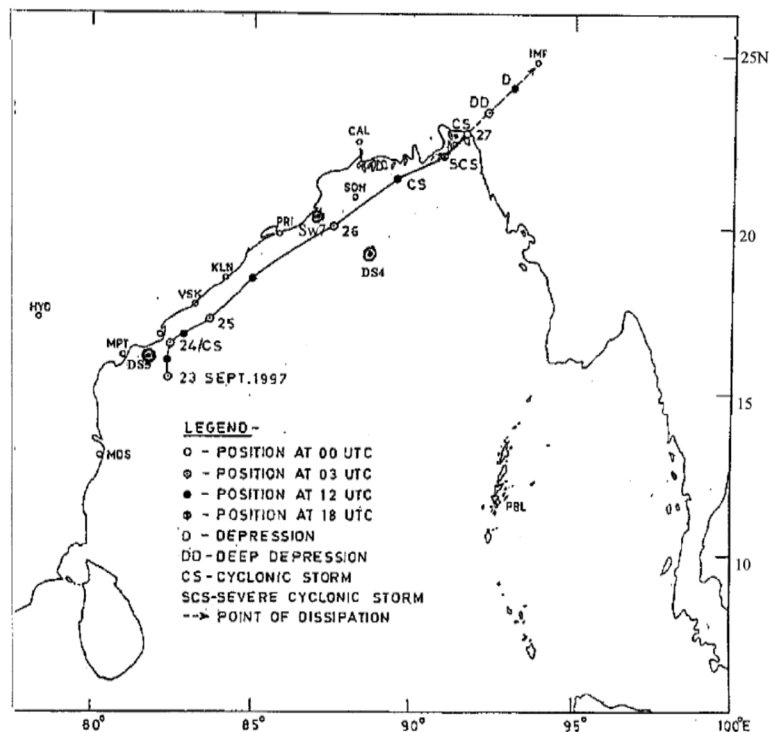 IMF
25N
D
DD
CS
27
CAL
SCS
SDH
CS
PRI
Sw7
26
20
DS4
KLN
VSK
HYD
25
MPT
24/CS
DS5
23 SEPT.1997
15
LEGEND-
MDS
O - POSITION AT 00 UTC
- POSITION AT 03 UTC
● - POSITION AT 12 UTC
- POSITION AT 18 UTC
PBL
D - DEPRESSION
DD-DEEP DEPRESSION
10
CS-CYCLONIC STORM
SCS-SEVERE CYCLONIC STORM
--> POINT OF DISSIPATION
80°
85°
90°
95°
100°E